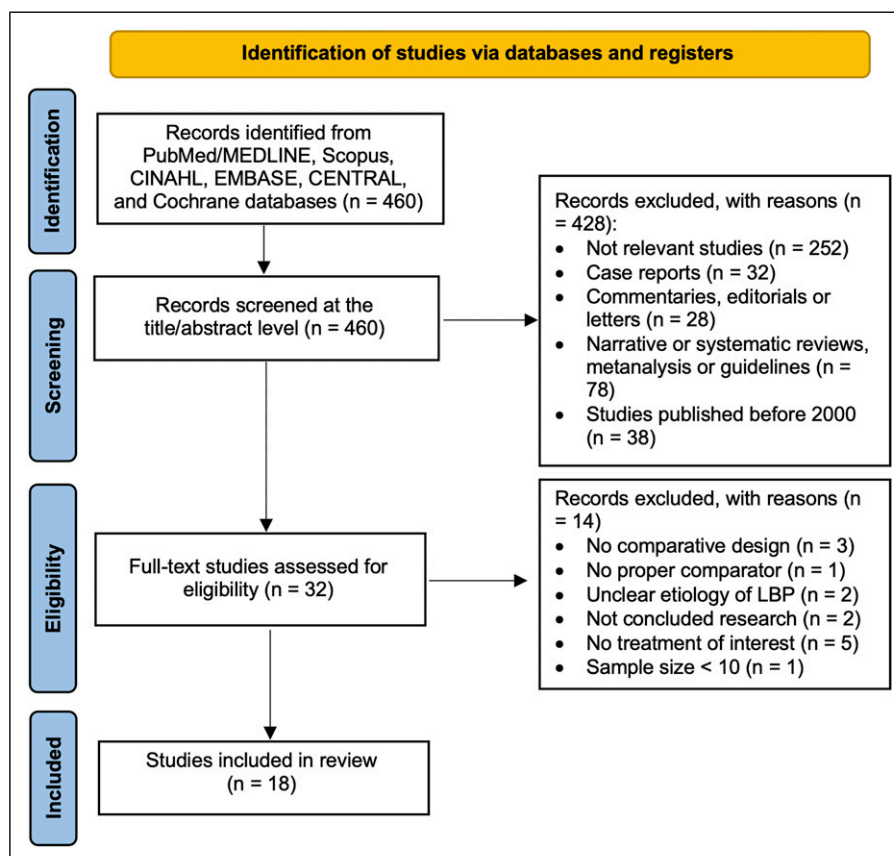 Identification of studies via databases and registers
Identification
Records identified from
PubMed/MEDLINE, Scopus,
CINAHL, EMBASE, CENTRAL,
and Cochrane databases (n = 460)
Screening
Records screened at the
title/abstract level (n = 460)
Records excluded, with reasons (n
= 428):
• Not relevant studies (n = 252)
• Case reports (n = 32)
• Commentaries, editorials or
letters (n = 28)
• Narrative or systematic reviews,
metanalysis or guidelines (n =
78)
• Studies published before 2000
(n = 38)
Eligibility
Full-text studies assessed for
eligibility (n = 32)
Records excluded, with reasons (n
= 14)
• No comparative design (n = 3)
• No proper comparator (n = 1)
• Unclear etiology of LBP (n = 2)
• Not concluded research (n = 2)
• No treatment of interest (n = 5)
• Sample size < 10 (n = 1)
Included
Studies included in review
(n = 18)